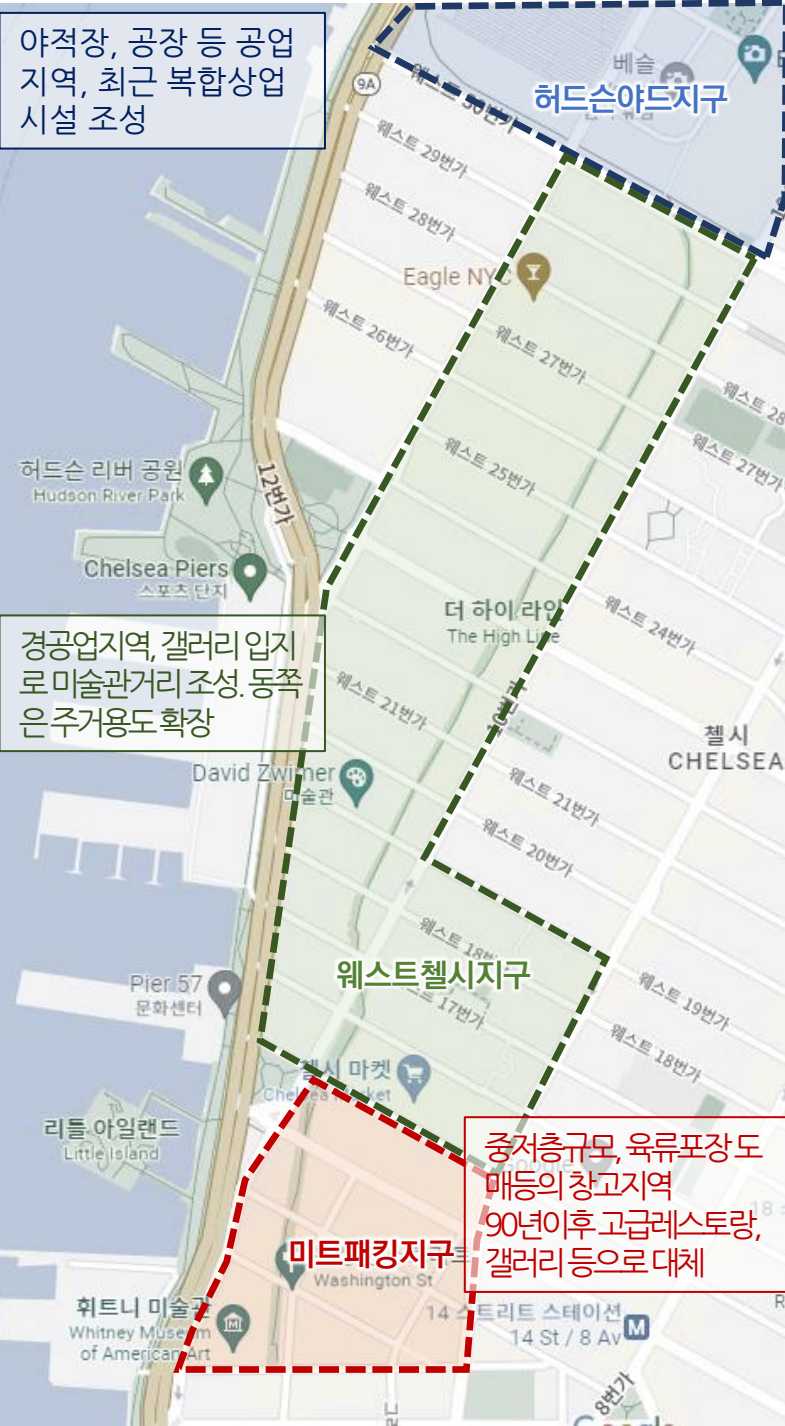 야적장, 공장 등 공업
지역, 최근 복합상업
시설 조성
9A
베슬
허드슨야드지구
웨스트 30번가
웨스트 29번가
웨스트 28번가
Eagle NYC
웨스트 26번가
웨스트 27번가
웨스트 28
웨스트 27번가
웨스트 25번가
허드슨 리버 공원
Hudson River Park
12번가
Chelsea Piers
스포츠 단지
더 하이 라인
The High Line
웨스트 24번가
경공업지역, 갤러리 입지
로 미술관거리 조성. 동쪽
은 주거용도 확장
웨스트 21번가
10번가
첼시
CHELSEA
David Zwirner
미술관
웨스트 21번가
웨스트 20번가
웨스트 18번가
웨스트첼시지구
웨스트 17번가
Pier 57
문화센터
웨스트 19번가
웨스트 18번가
첼시 마켓
Chelsea Market
리틀 아일랜드
Little Island
중저층규모, 육류포장 도
매등의 창고지역
90년이후 고급레스토랑,
갤러리 등으로 대체
Google
18
미트패킹지구
Washington St
휘트니 미술관
Whitney Museum
of American Art
14 스트리트 스테이션
14 St / 8 Av
M
R
8번가
Google